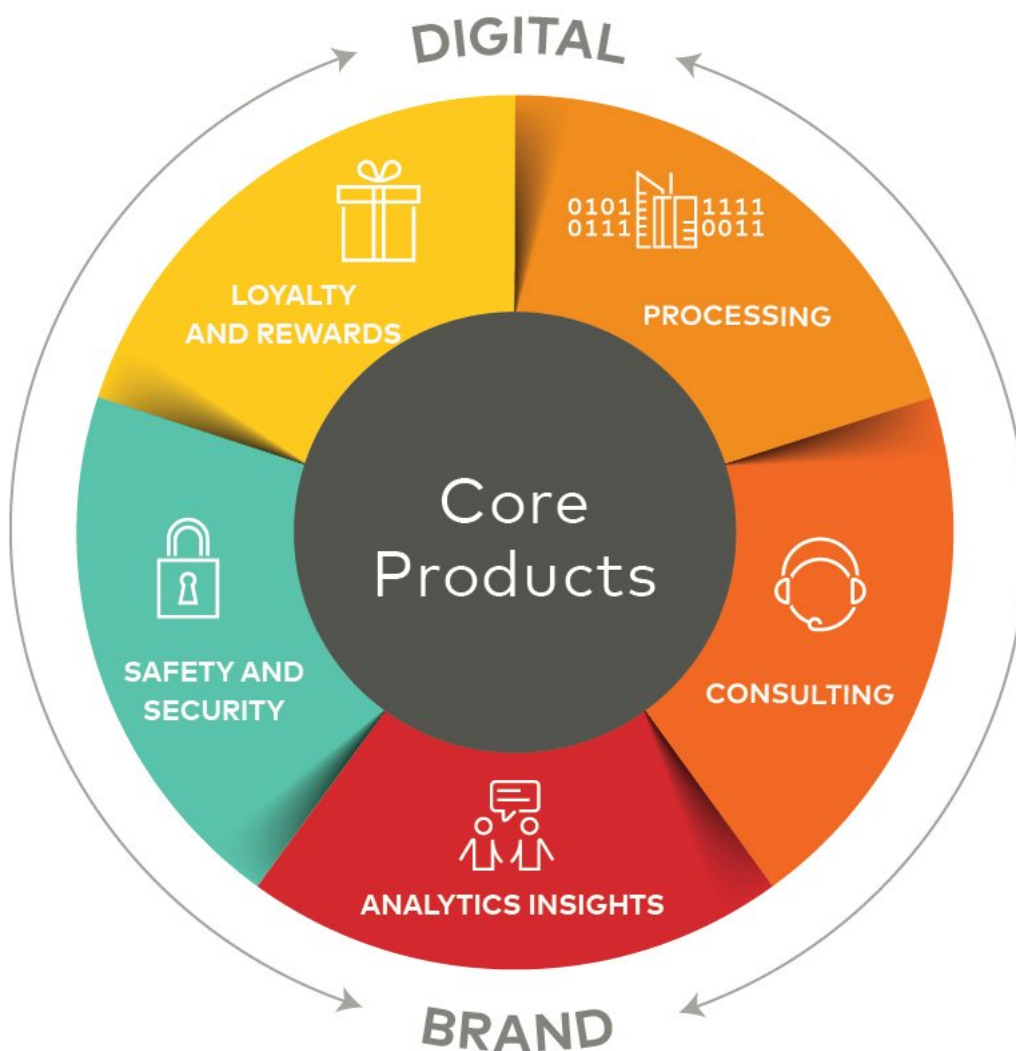 DIGITAL
LOYALTY
AND REWARDS
0101
0111
1111
0011
PROCESSING
Core
Products
SAFETY AND
SECURITY
CONSULTING
ANALYTICS INSIGHTS
BRAND